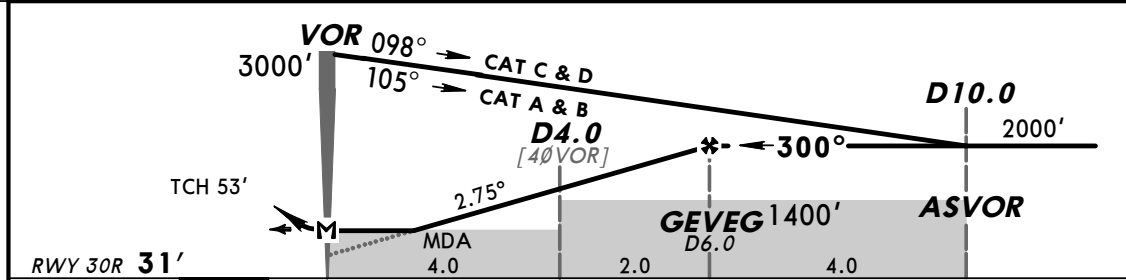 VOR 098° CAT C & D
3000' 105° CAT A & B
D10.0
D4.0
[4ØVOR]
300° 2000'
TCH 53'
2.75°
GEVEG 1400' ASVOR
D6.0
M
MDA
RWY 30R 31' 4.0 2.0 4.0